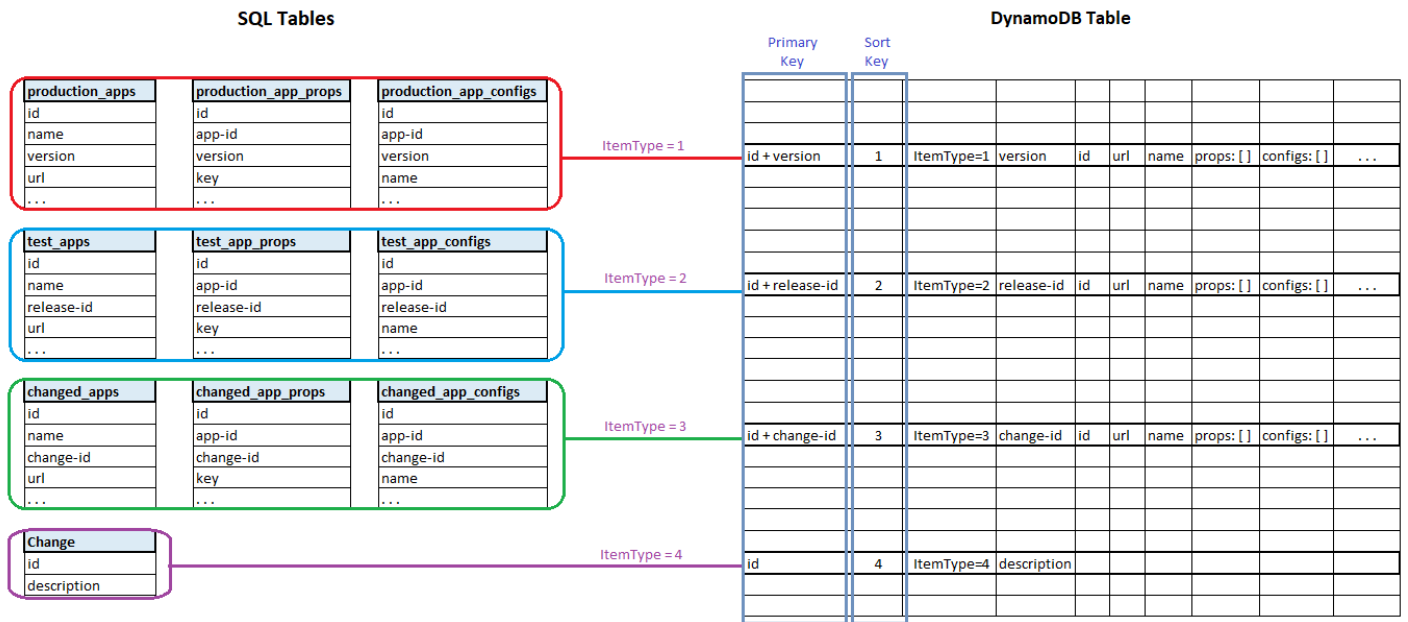 SQL Tables
DynamoDB Table
Primary Key
Sort Key
production_apps production_app_props production_app_configs
id id id
name app-id app-id
version version version
url key name
. . . . . . . . .
ItemType = 1
id + version 1 ItemType=1 version id url name props: [ ] configs: [ ] . . .
test_apps test_app_props test_app_configs
id id id
name app-id app-id
release-id release-id release-id
url key name
. . . . . . . . .
ItemType = 2
id + release-id 2 ItemType=2 release-id id url name props: [ ] configs: [ ] . . .
changed_apps changed_app_props changed_app_configs
id id id
name app-id app-id
change-id change-id change-id
url key name
. . . . . . . . .
ItemType = 3
id + change-id 3 ItemType=3 change-id id url name props: [ ] configs: [ ] . . .
Change
id
description
ItemType = 4
id 4 ItemType=4 description